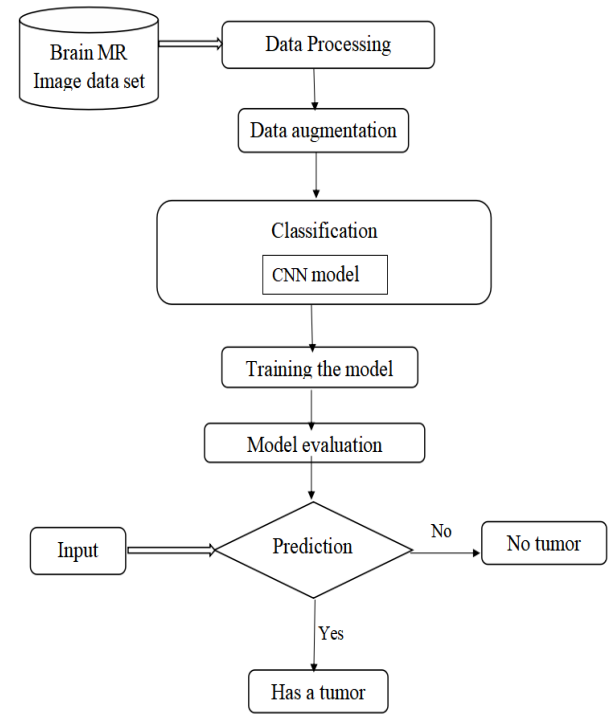 Brain MR
Image data set
Data Processing
Data augmentation
Classification
CNN model
Training the model
Model evaluation
Input
Prediction
No
No tumor
Yes
Has a tumor